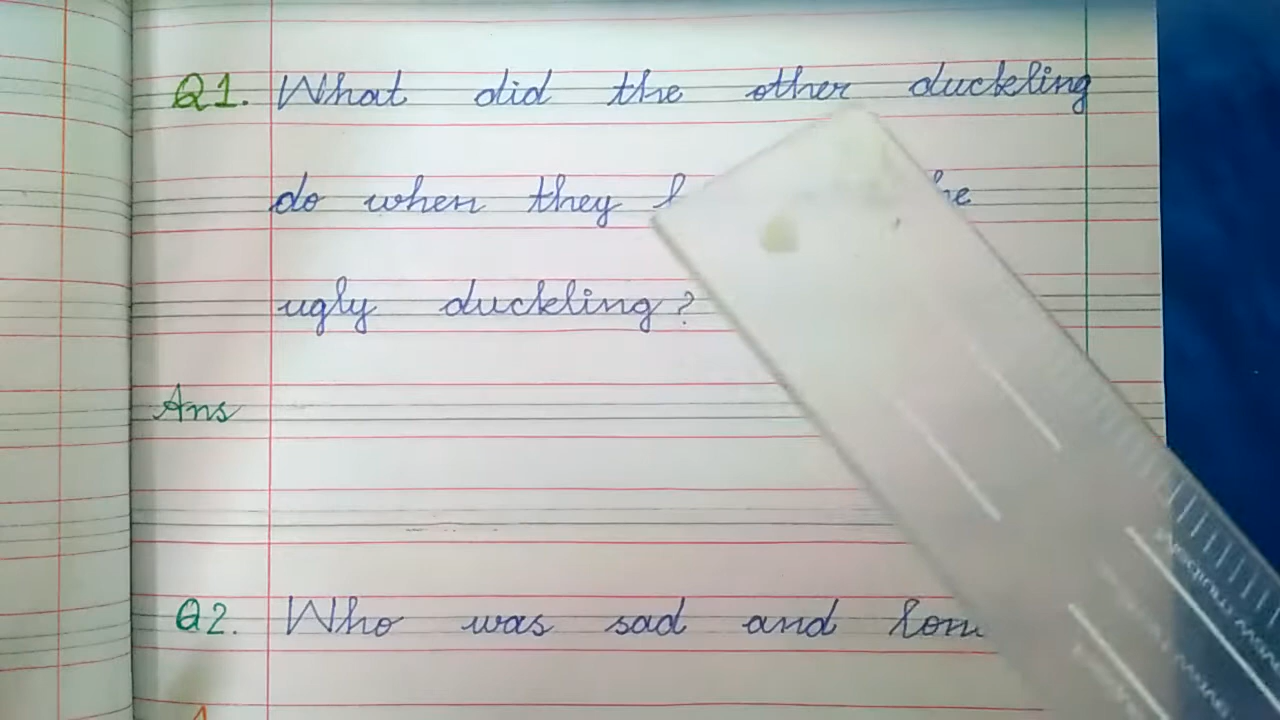 Q1. What did the other duckling
do when they
ugly duckling?
Ans
Q2. Who was sad and